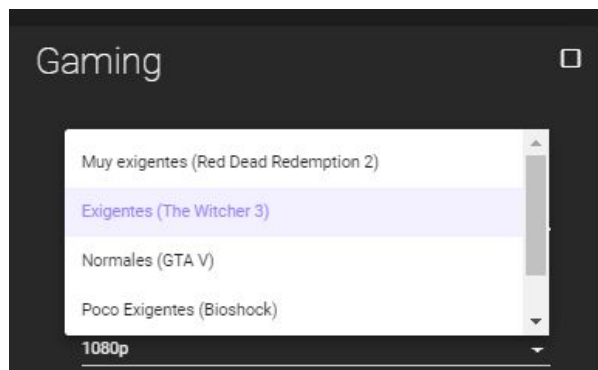 Gaming
Muy exigentes (Red Dead Redemption 2)
Exigentes (The Witcher 3)
Normales (GTA V)
Poco Exigentes (Bioshock)
1080p